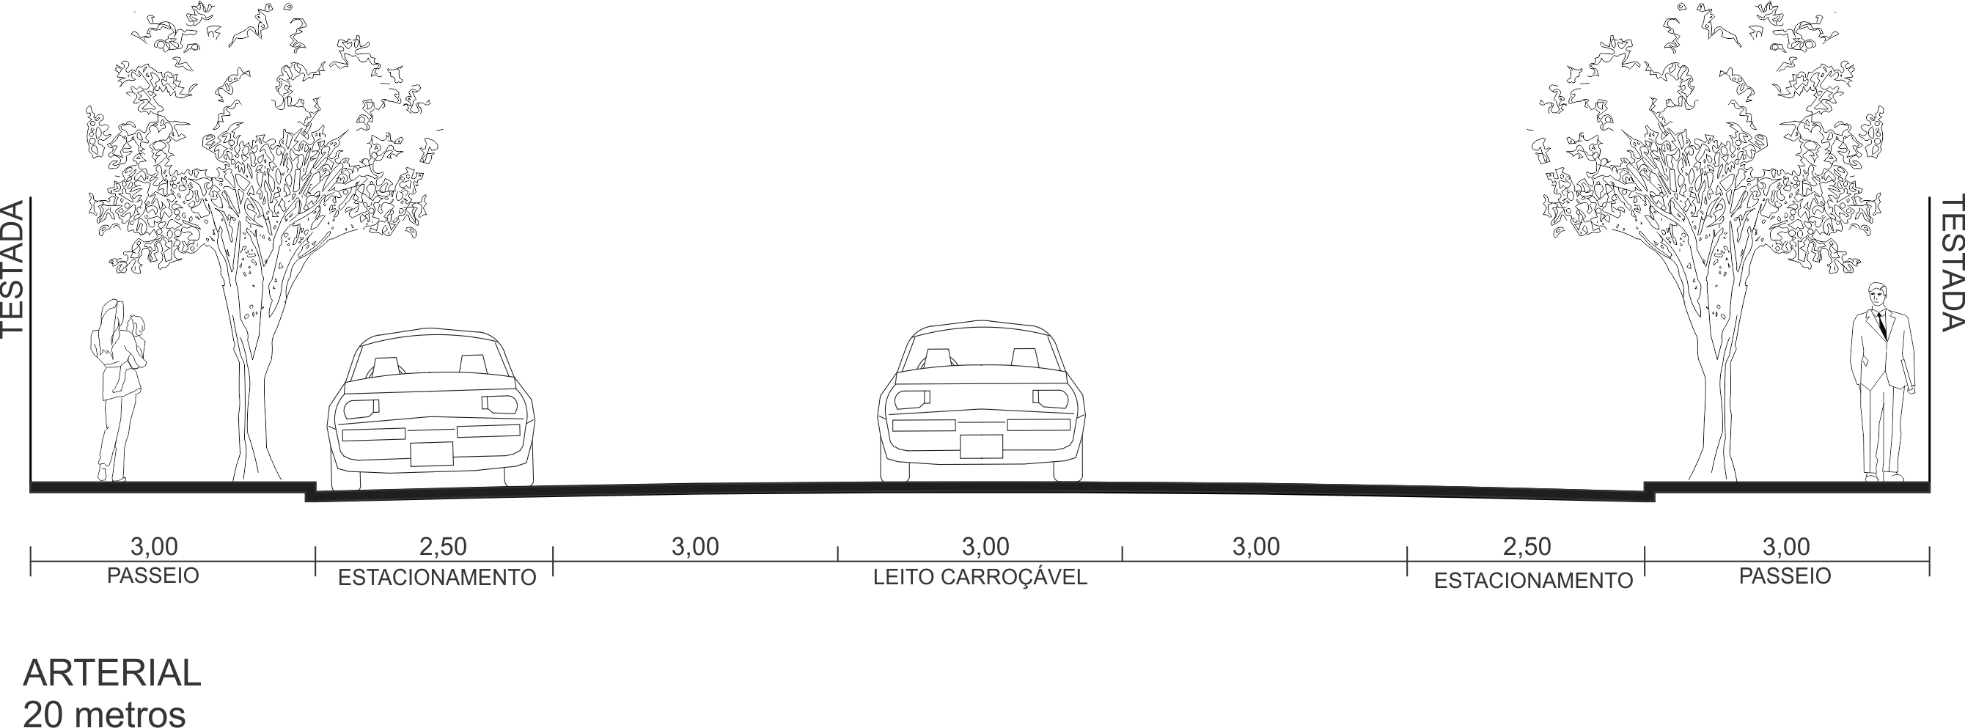 TESTADA
TESTADA
3,00 2,50 3,00 3,00 3,00 2,50 3,00
PASSEIO ESTACIONAMENTO LEITO CARROÇÁVEL ESTACIONAMENTO PASSEIO
ARTERIAL
20 metros